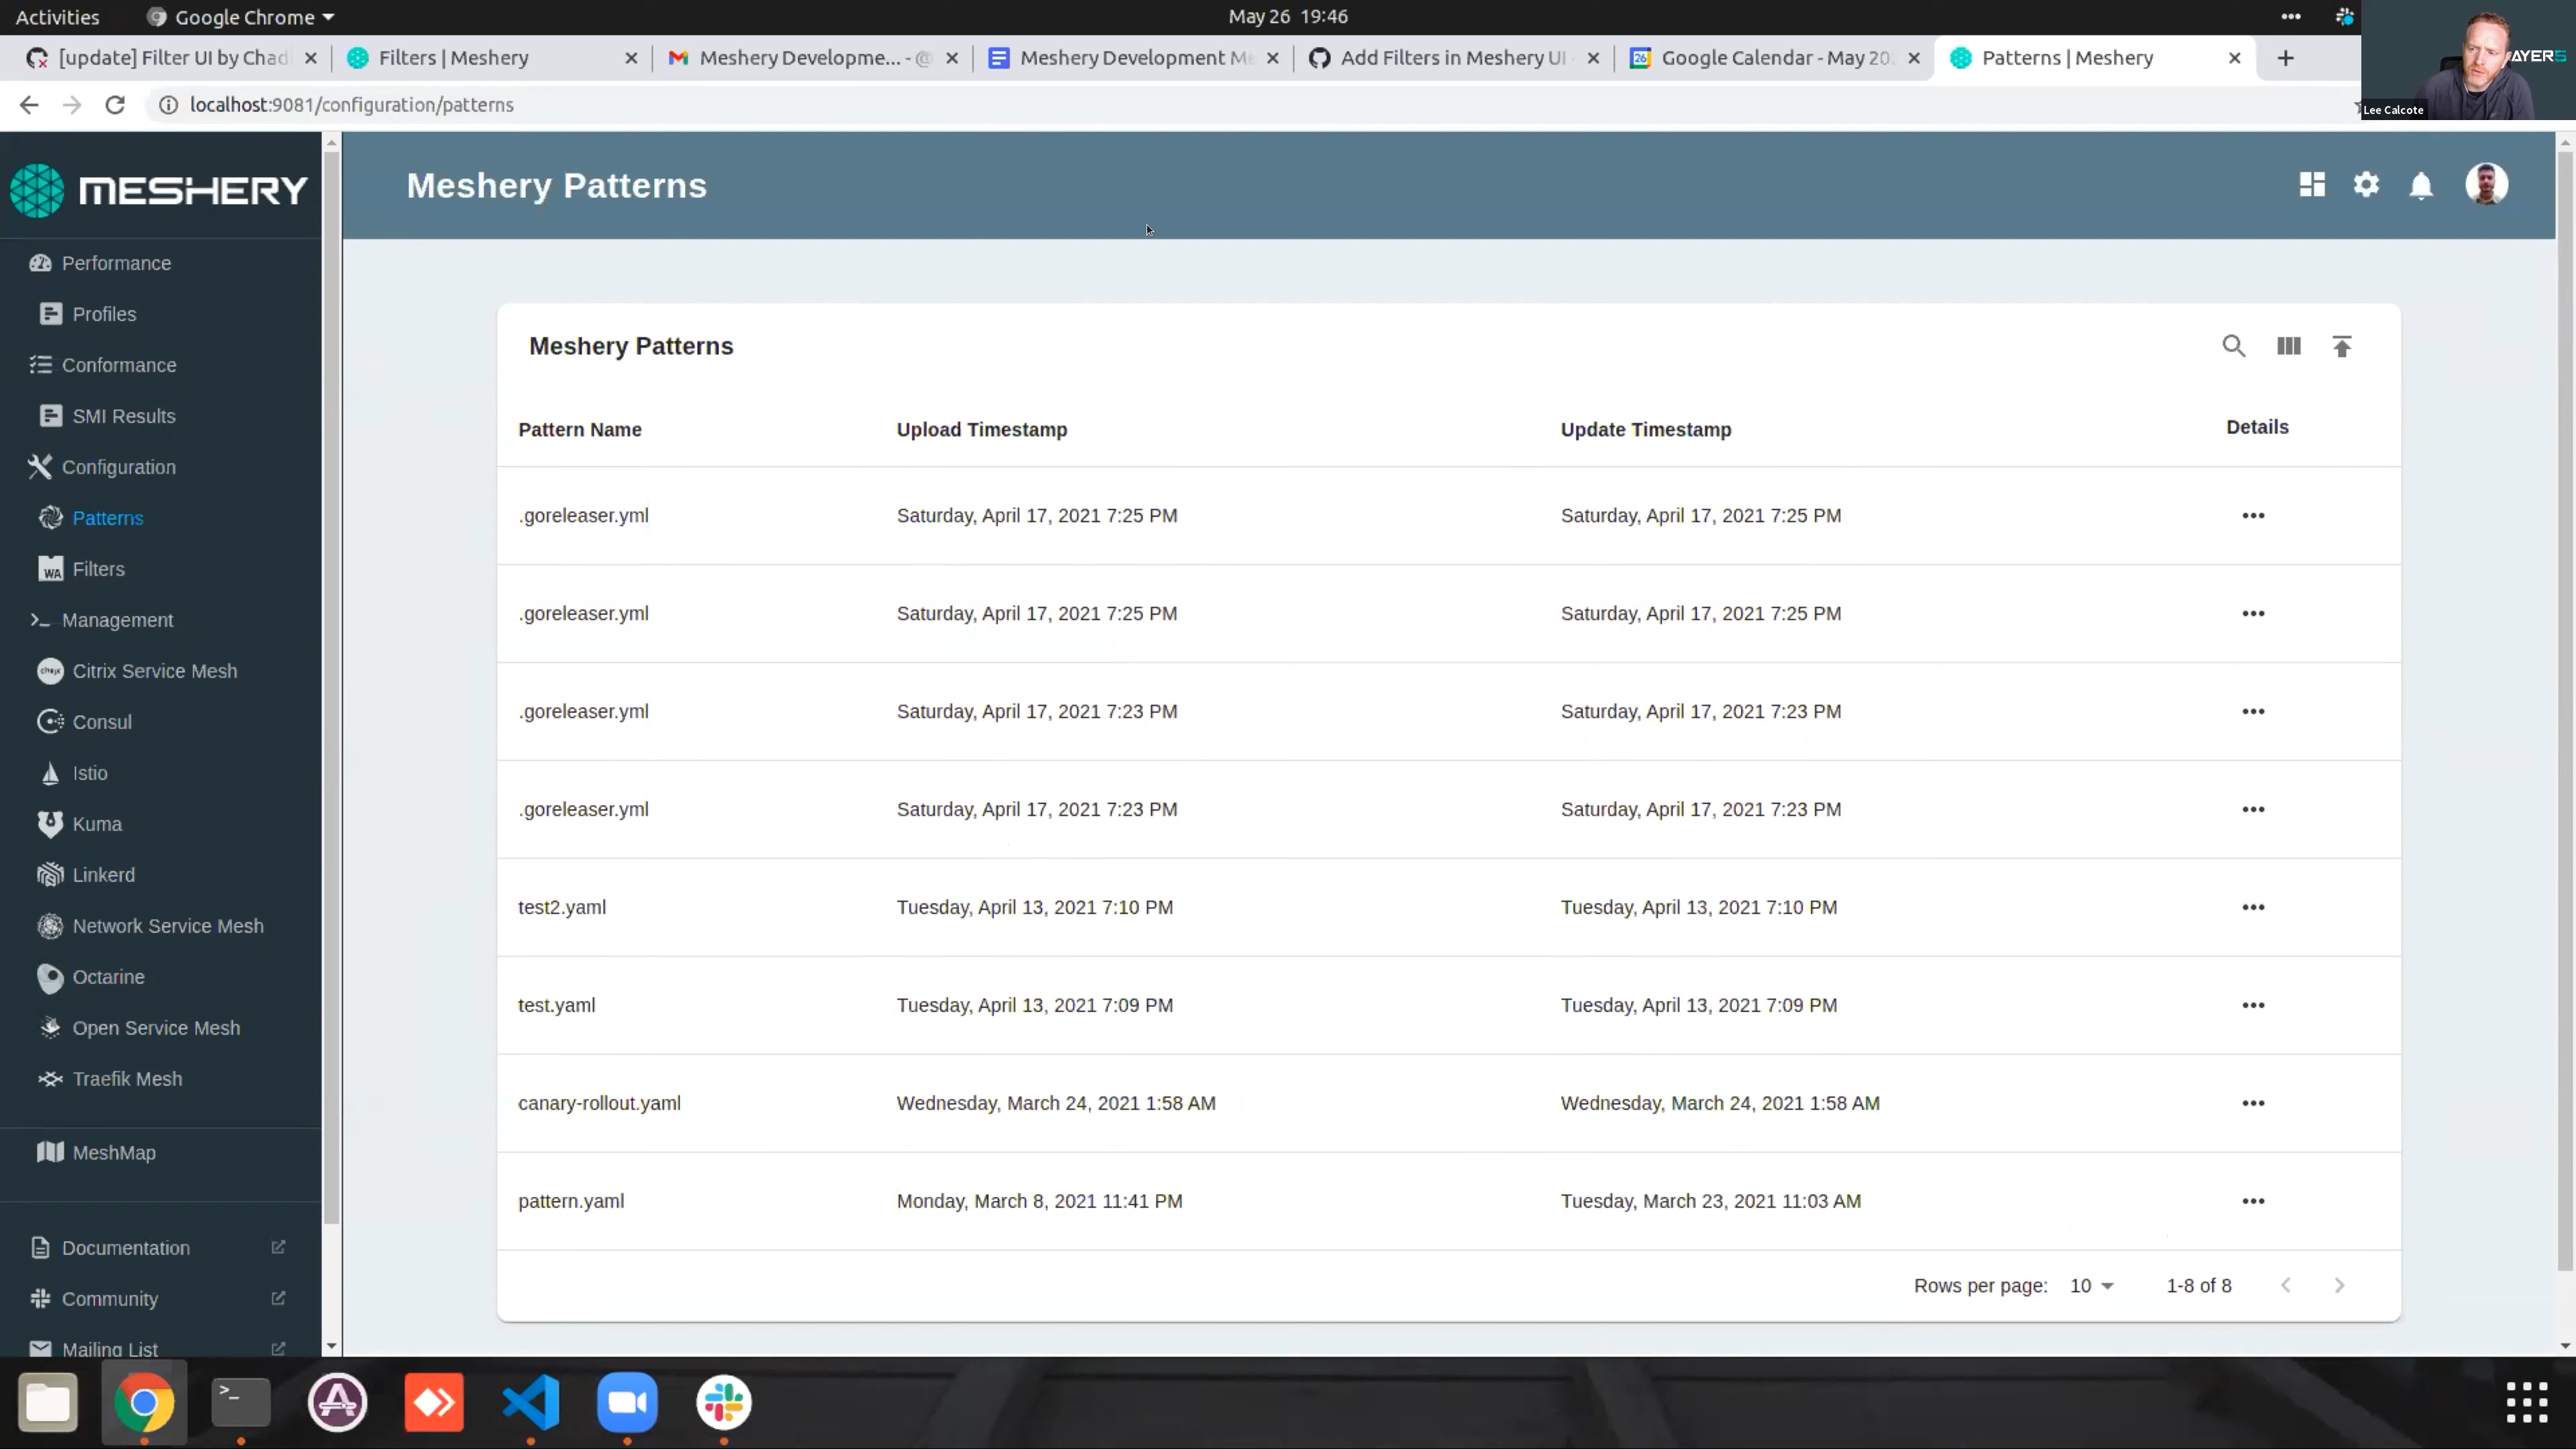 Activities
Google Chrome
May 26 19:46
[update] Filter UI by Chad
Filters | Meshery
Meshery Developme... - @
Meshery Development Me
Add Filters in Meshery UI
Google Calendar - May 202
Patterns | Meshery
LAYER5
Lee Calcote
localhost:9081/configuration/patterns
MESHERY
Meshery Patterns
Performance
Profiles
Conformance
SMI Results
Configuration
Patterns
WA
Filters
Management
citrix
Citrix Service Mesh
Consul
Istio
Kuma
Linkerd
Network Service Mesh
Octarine
Open Service Mesh
Traefik Mesh
MeshMap
Documentation
Community
Mailing List
Meshery Patterns
Pattern Name Upload Timestamp Update Timestamp Details
.goreleaser.yml Saturday, April 17, 2021 7:25 PM Saturday, April 17, 2021 7:25 PM
.goreleaser.yml Saturday, April 17, 2021 7:25 PM Saturday, April 17, 2021 7:25 PM
.goreleaser.yml Saturday, April 17, 2021 7:23 PM Saturday, April 17, 2021 7:23 PM
.goreleaser.yml Saturday, April 17, 2021 7:23 PM Saturday, April 17, 2021 7:23 PM
test2.yaml Tuesday, April 13, 2021 7:10 PM Tuesday, April 13, 2021 7:10 PM
test.yaml Tuesday, April 13, 2021 7:09 PM Tuesday, April 13, 2021 7:09 PM
canary-rollout.yaml Wednesday, March 24, 2021 1:58 AM Wednesday, March 24, 2021 1:58 AM
pattern.yaml Monday, March 8, 2021 11:41 PM Tuesday, March 23, 2021 11:03 AM
Rows per page: 10 1-8 of 8